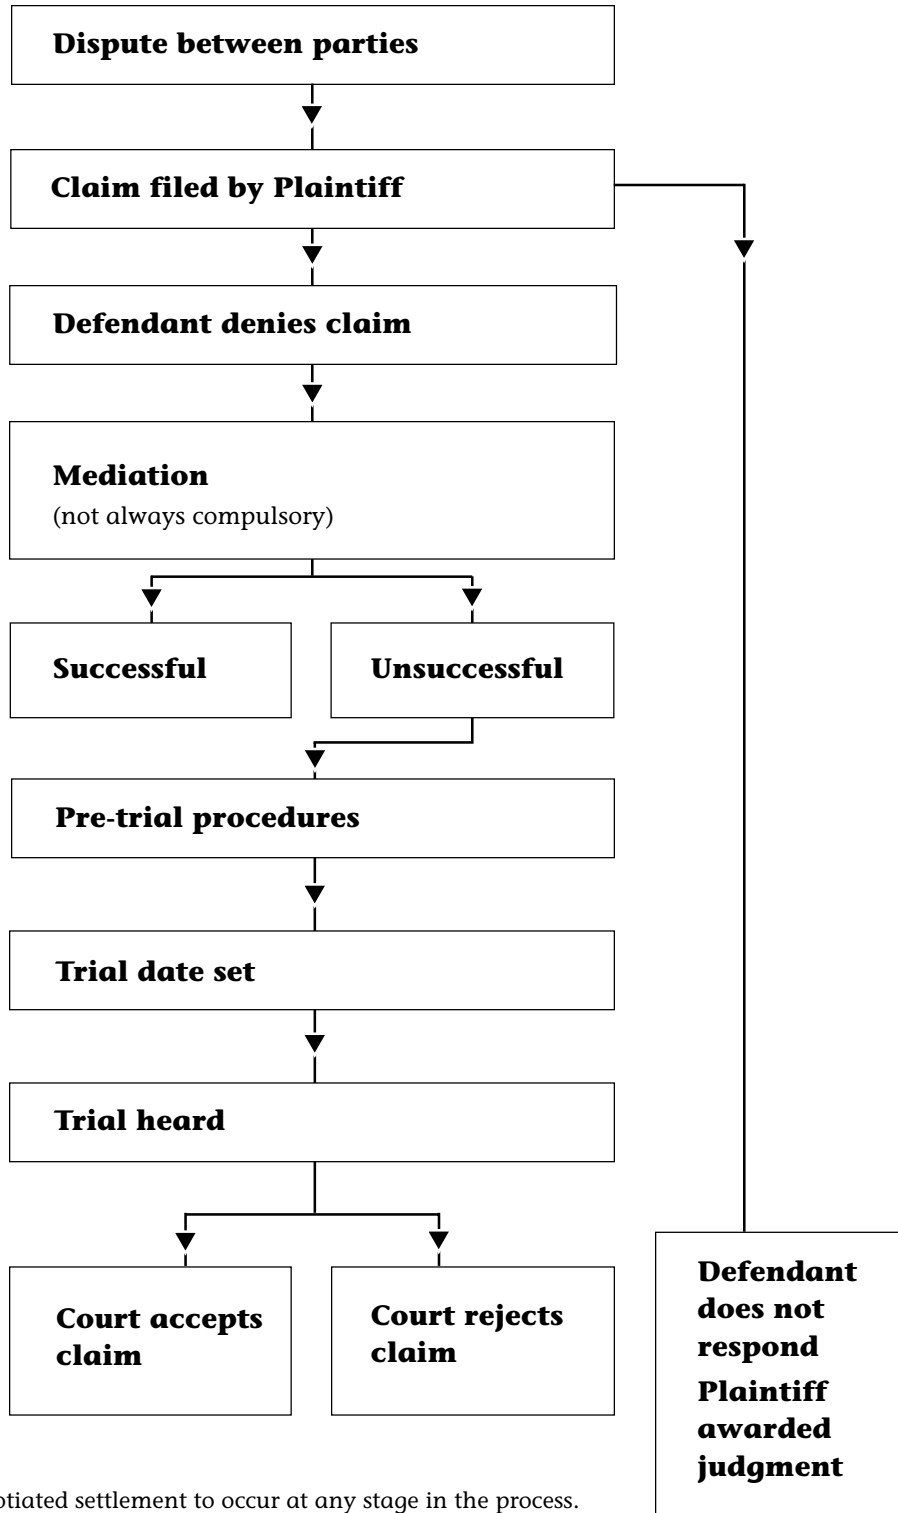 Dispute between parties
Claim filed by Plaintiff
Defendant denies claim
Mediation
(not always compulsory)
Successful
Unsuccessful
Pre-trial procedures
Trial date set
Trial heard
Court accepts
claim
Court rejects
claim
Defendant
does not
respond
Plaintiff
awarded
judgment
settlement to occur at any stage in the process.